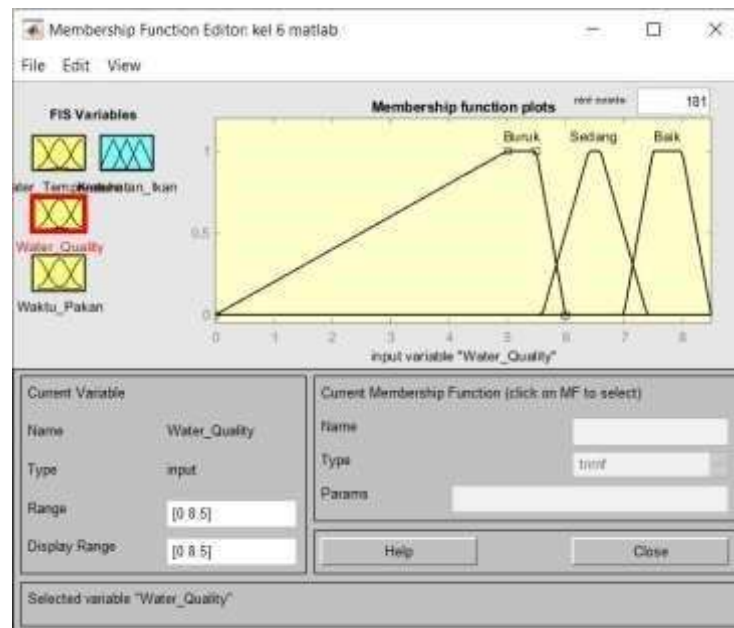 Membership Function Editor: kel 6 matlab
File Edit View
FIS Variables
Membership function plots
181
Water_Quality
Waktu_Pakan
Buruk Sedang Baik
1
0.5
0
0 1 2 3 4 5 6 7 8
input variable "Water_Quality"
Current Variable
Name Water_Quality
Type input
Range [0 8.5]
Display Range [0 8.5]
Current Membership Function (click on MF to select)
Name
Type trimf
Params
Help Close
Selected variable "Water_Quality"